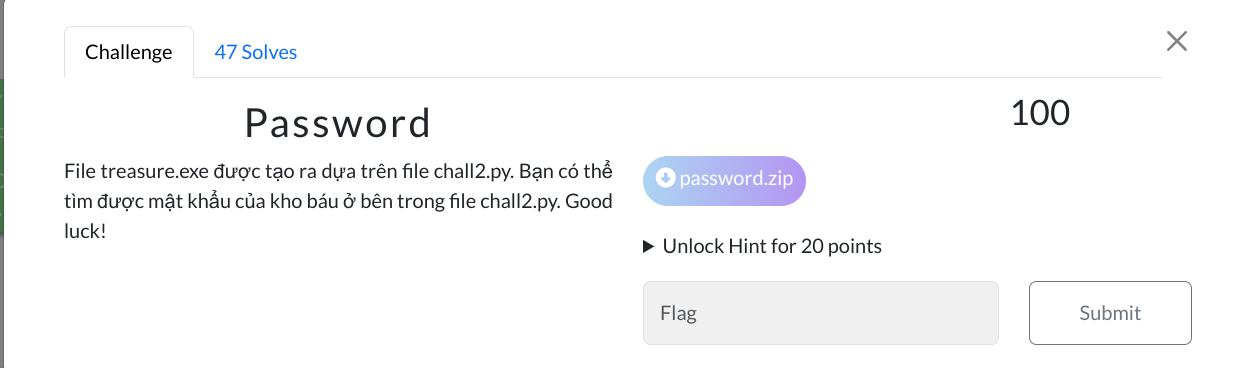 Challenge
47 Solves
Password
100
File treasure.exe được tạo ra dựa trên file chall2.py. Bạn có thể
tìm được mật khẩu của kho báu ở bên trong file chall2.py. Good
luck!
password.zip
Unlock Hint for 20 points
Flag
Submit